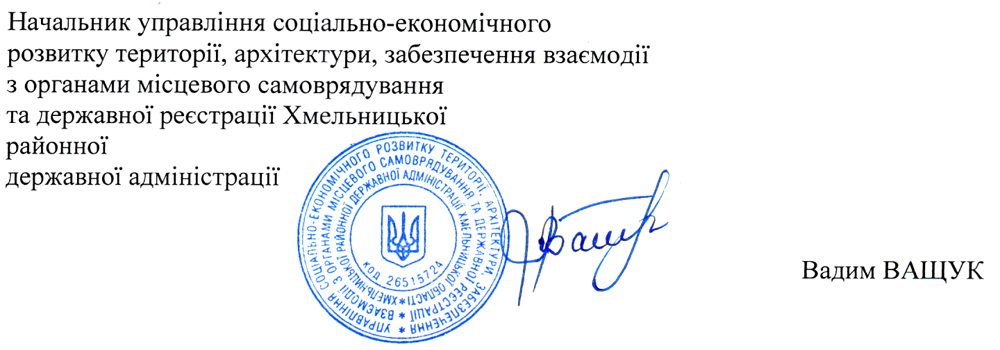 Начальник управління соціально-економічного
розвитку території, архітектури, забезпечення взаємодії
з органами місцевого самоврядування
та державної реєстрації Хмельницької
районної
державної адміністрації
УПРАВЛІННЯ СОЦІАЛЬНО-ЕКОНОМІЧНОГО РОЗВИТКУ ТЕРИТОРІЇ, АРХІТЕКТУРИ, ЗАБЕЗПЕЧЕННЯ *
ВЗАЄМОДІЇ З ОРГАНАМИ МІСЦЕВОГО САМОВРЯДУВАННЯ ТА ДЕРЖАВНОЇ РЕЄСТРАЦІЇ *
ХМЕЛЬНИЦЬКОЇ РАЙОННОЇ ДЕРЖАВНОЇ АДМІНІСТРАЦІЇ ХМЕЛЬНИЦЬКОЇ ОБЛАСТІ *
КОД 26515724
Ващук
Вадим ВАЩУК